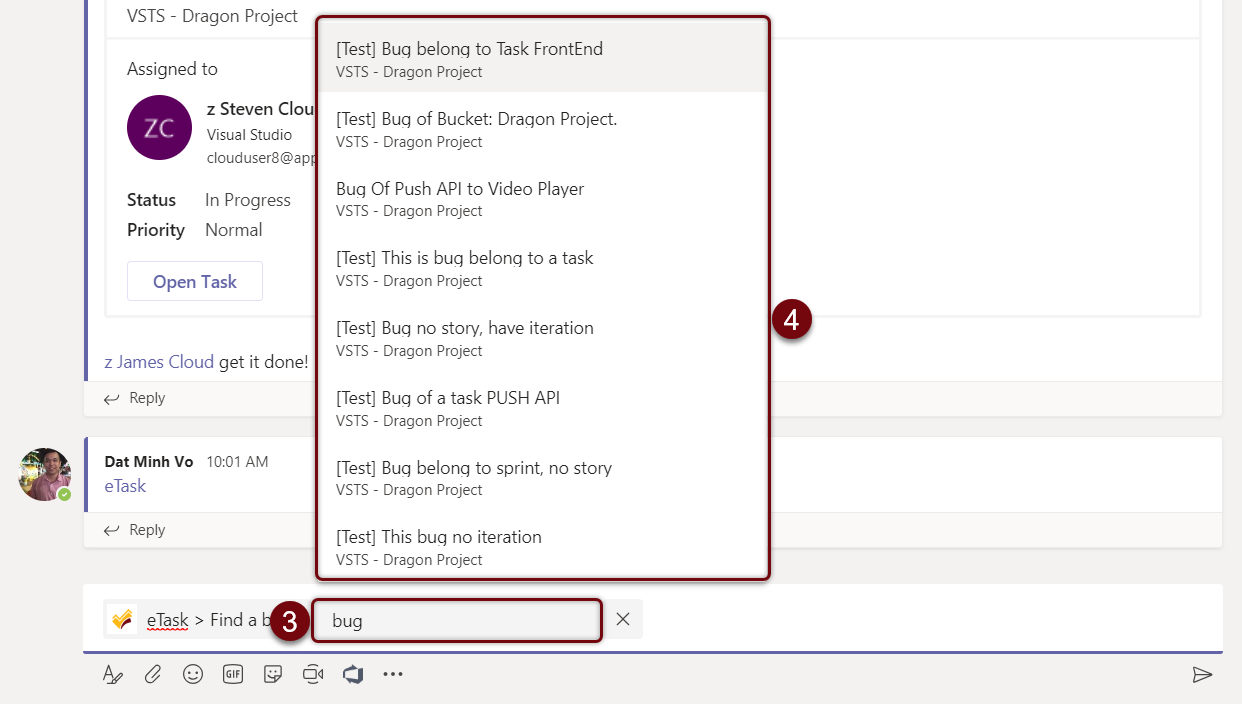 VSTS - Dragon Project
Assigned to
ZC
z Steven Clou
Visual Studio
clouduser8@app
Status In Progress
Priority Normal
Open Task
z James Cloud get it done!
Reply
Dat Minh Vo 10:01 AM
eTask
Reply
[Test] Bug belong to Task FrontEnd
VSTS - Dragon Project
[Test] Bug of Bucket: Dragon Project.
VSTS - Dragon Project
Bug Of Push API to Video Player
VSTS - Dragon Project
[Test] This is bug belong to a task
VSTS - Dragon Project
[Test] Bug no story, have iteration
VSTS - Dragon Project
[Test] Bug of a task PUSH API
VSTS - Dragon Project
[Test] Bug belong to sprint, no story
VSTS - Dragon Project
[Test] This bug no iteration
VSTS - Dragon Project
4
eTask > Find a b
3
bug
GIF